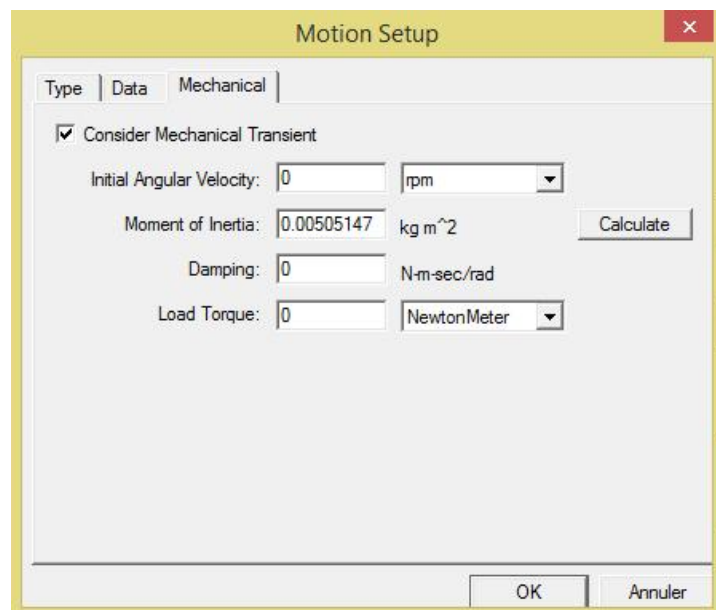 Motion Setup
Type Data Mechanical
Consider Mechanical Transient
Initial Angular Velocity: 0 rpm
Moment of Inertia: 0.00505147 kg m^2 Calculate
Damping: 0 N-m-sec/rad
Load Torque: 0 NewtonMeter
OK Annuler